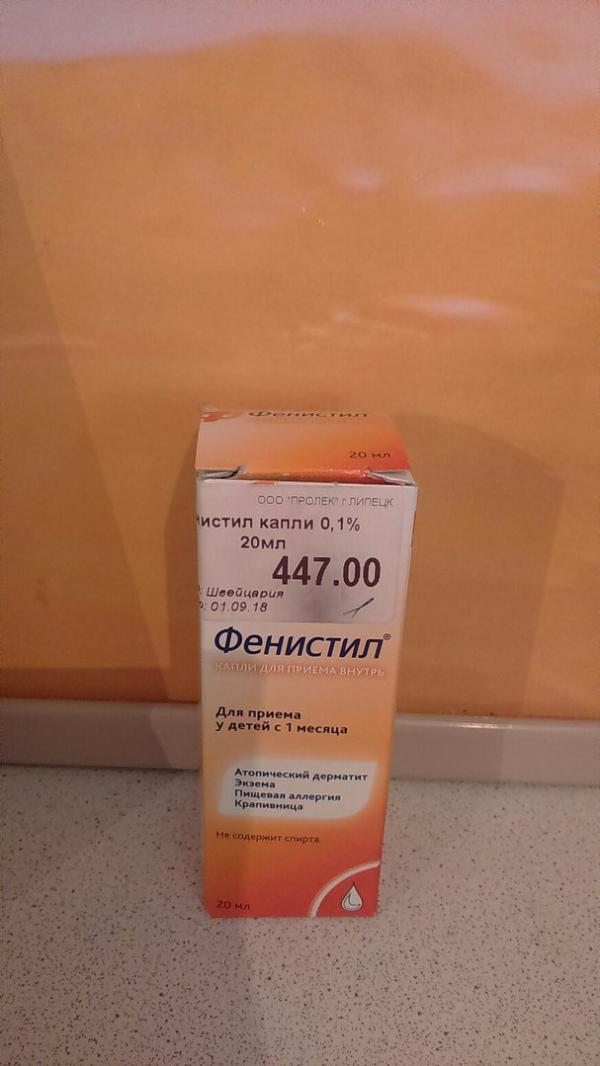 Фенистил
20 мл
ООО "ПРОЛЕК" г ЛИПЕЦК
нистил капли 0,1%
20мл
447.00
: Швейцария
: 01.09.18
Фенистил®
КАПЛИ ДЛЯ ПРИЕМА ВНУТРЬ
Для приема
у детей с 1 месяца
Атопический дерматит
Экзема
Пищевая аллергия
Крапивница
Не содержит спирта
20 мл